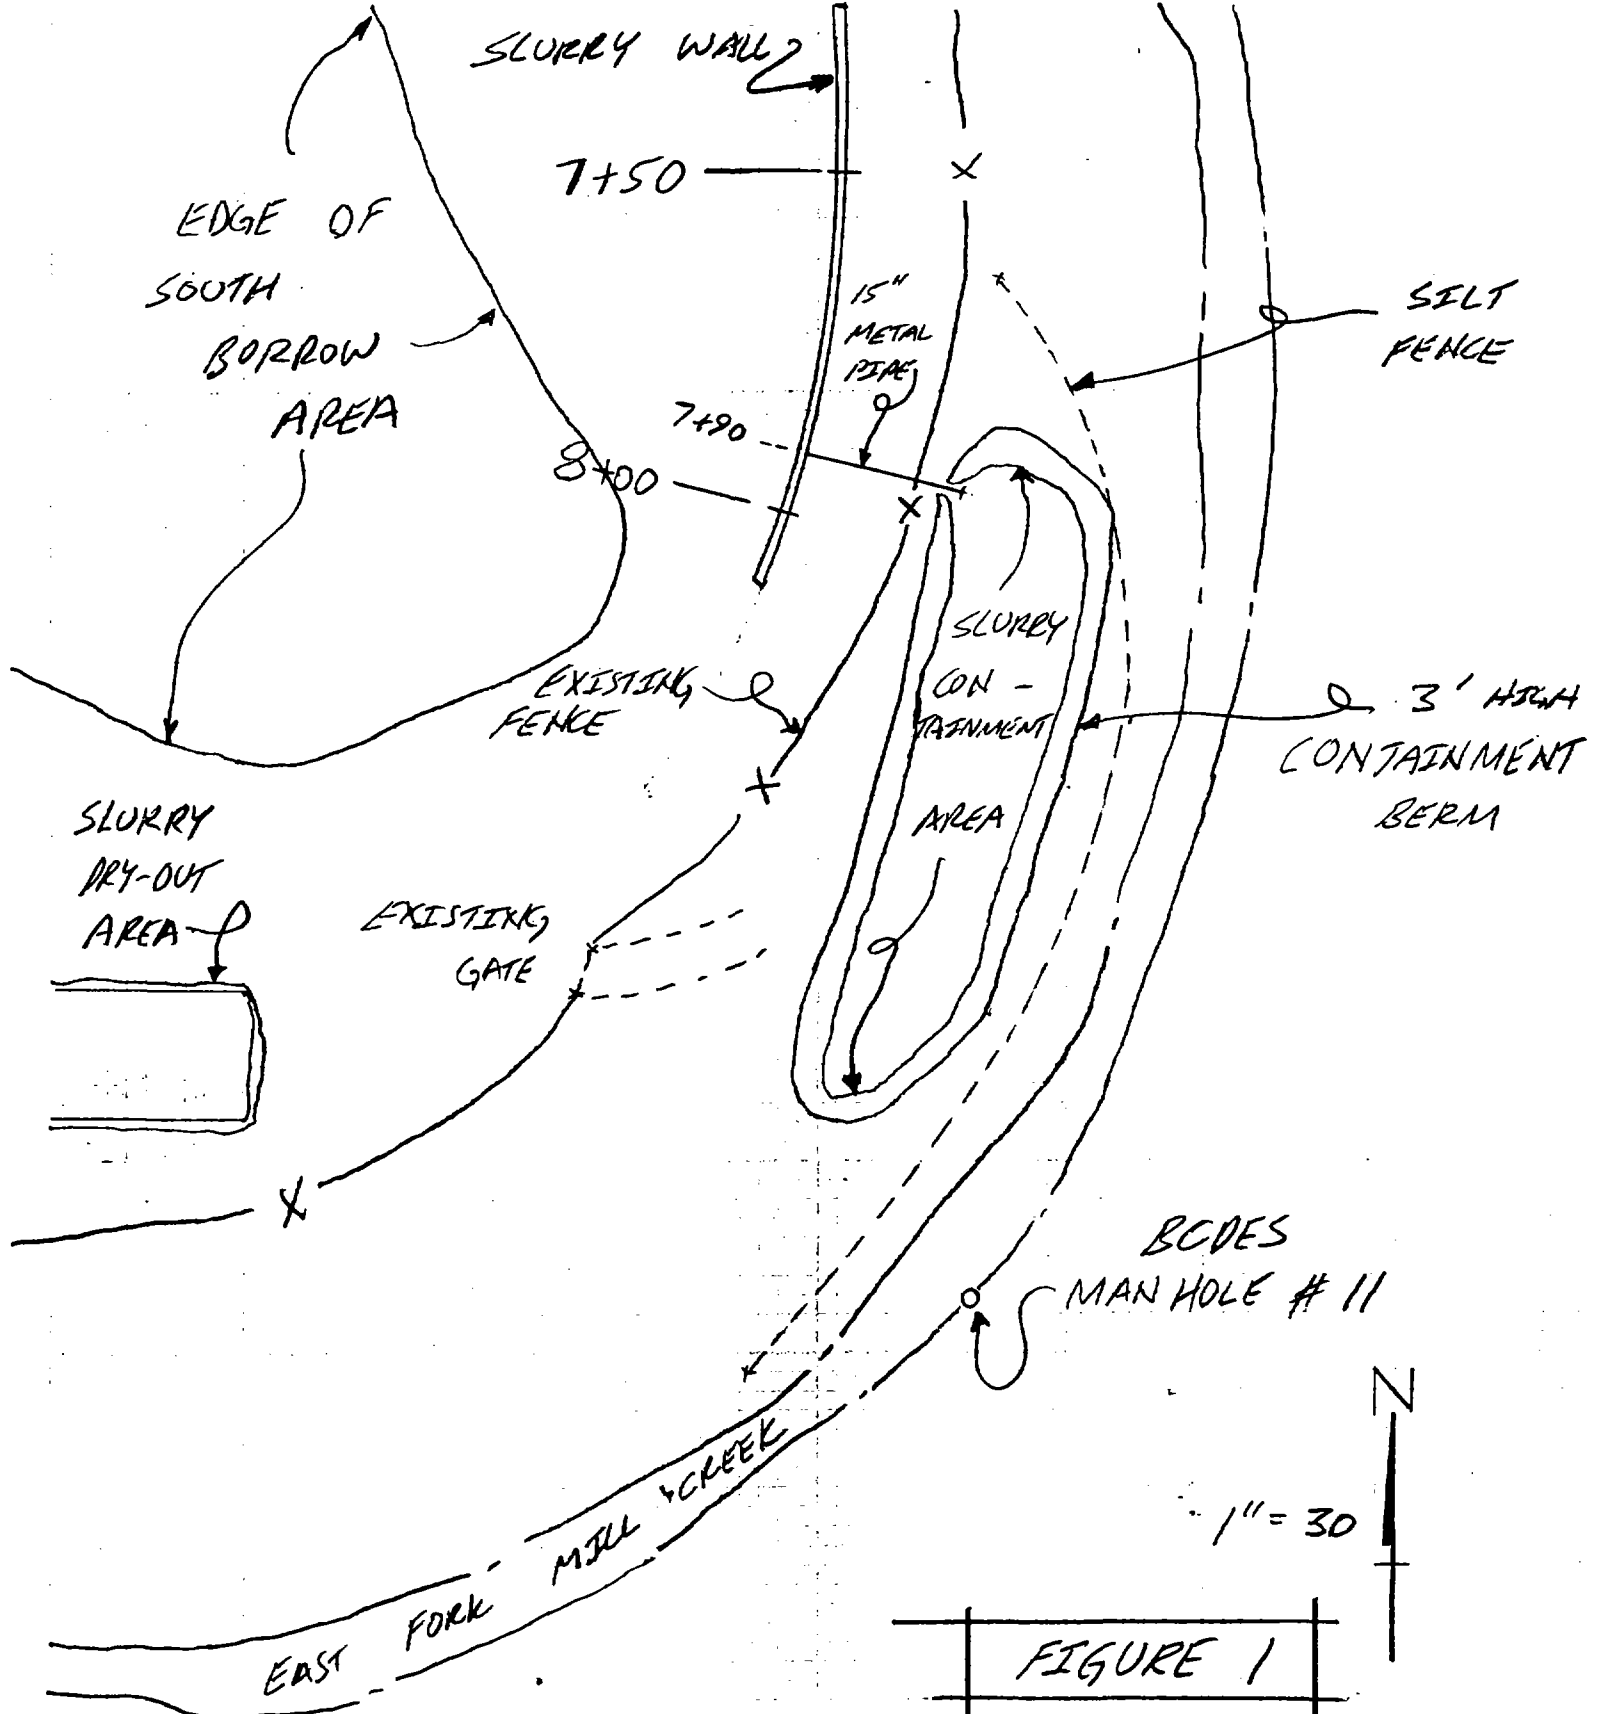 SLURRY WALL
7+50
EDGE OF
SOUTH
BORROW
AREA
15"
METAL
PIPE
SILT
FENCE
7+90
8+00
SLURRY
CON-
TAINMENT
AREA
EXISTING
FENCE
3' HIGH
CONTAINMENT
BERM
SLURRY
DRY-OUT
AREA
EXISTING
GATE
BCDES
MANHOLE # 11
N
1" = 30
EAST FORK MILL CREEK
FIGURE 1